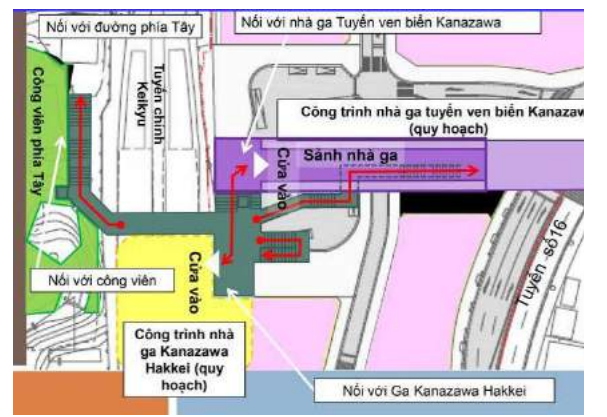 Nối với đường phía Tây
Nối với nhà ga Tuyến ven biển Kanazawa
Công viên phía Tây
Tuyến chính
Keikyu
Công trình nhà ga tuyến ven biển Kanazaw
(quy hoạch)
Cửa vào
Sảnh nhà ga
Nối với công viên
Cửa vào
Tuyến số16
Công trình nhà
ga Kanazawa
Hakkei (quy
hoạch)
Nối với Ga Kanazawa Hakkei